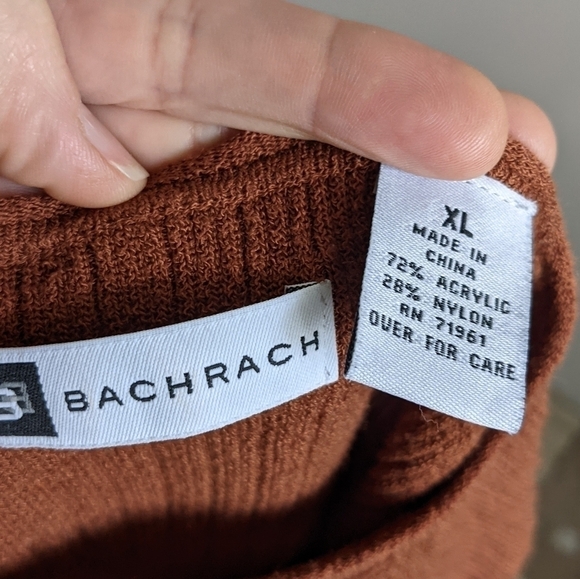 BACHRACH
XL
MADE IN
CHINA
72% ACRYLIC
28% NYLON
RN 71961
OVER FOR CARE